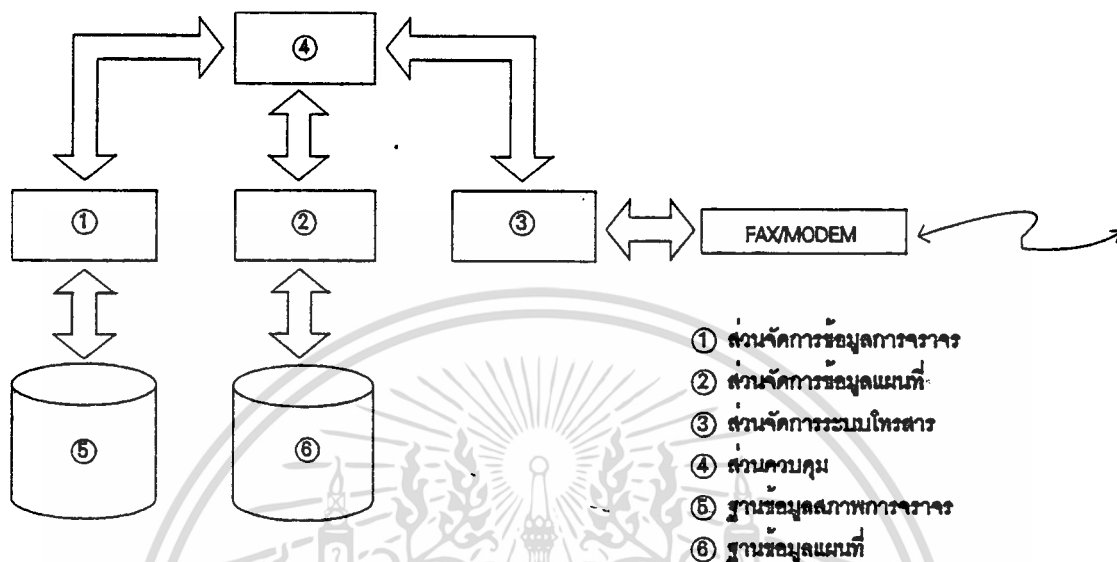 ④
① ② ③ FAX/MODEM
⑤ ⑥
① ส่วนจัดการข้อมูลการจราจร
② ส่วนจัดการข้อมูลแผนที่
③ ส่วนจัดการระบบโทรสาร
④ ส่วนควบคุม
⑤ ฐานข้อมูลสภาพการจราจร
⑥ ฐานข้อมูลแผนที่